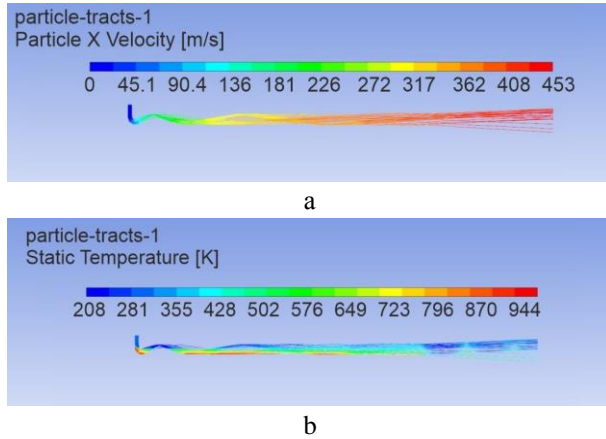 particle-tracts-1
Particle X Velocity [m/s]
0 45.1 90.4 136 181 226 272 317 362 408 453
a
particle-tracts-1
Static Temperature [K]
208 281 355 428 502 576 649 723 796 870 944
b